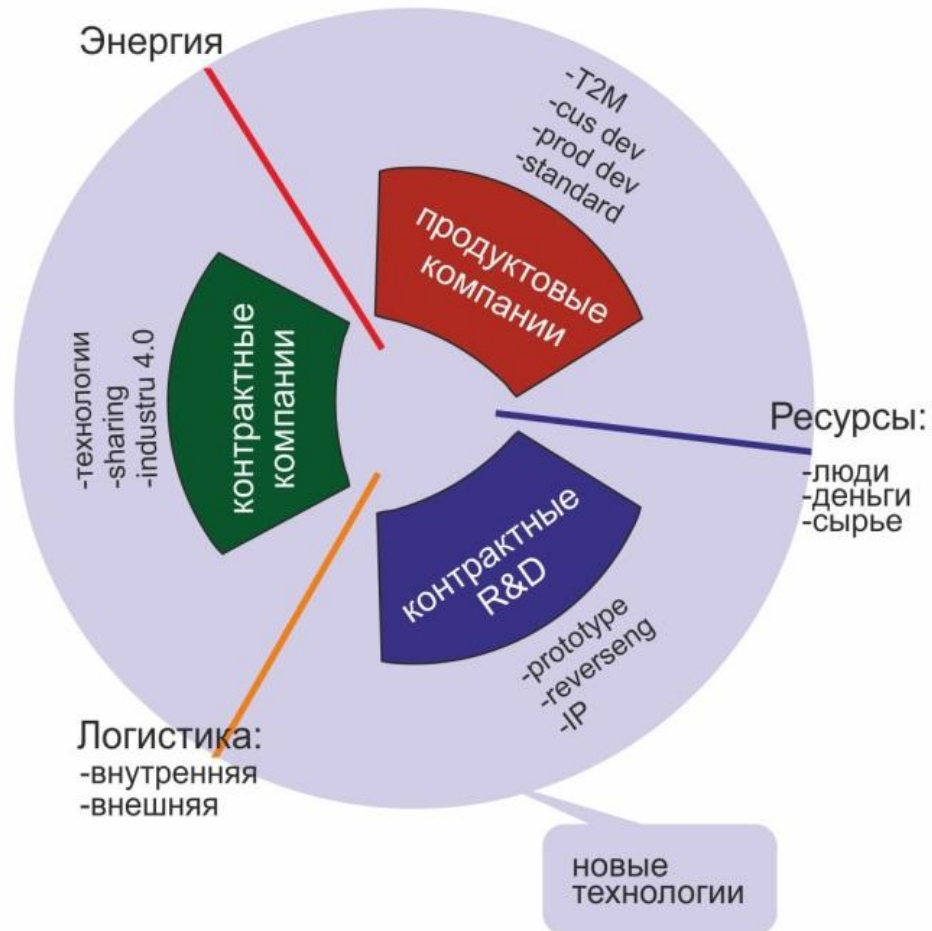 Энергия
-T2M
-cus dev
-prod dev
-standard
продуктовые
компании
контрактные
компании
-технологии
-sharing
-industru 4.0
Ресурсы:
-люди
-деньги
-сырье
контрактные
R&D
-prototype
-reverseng
-IP
Логистика:
-внутренняя
-внешняя
новые
технологии